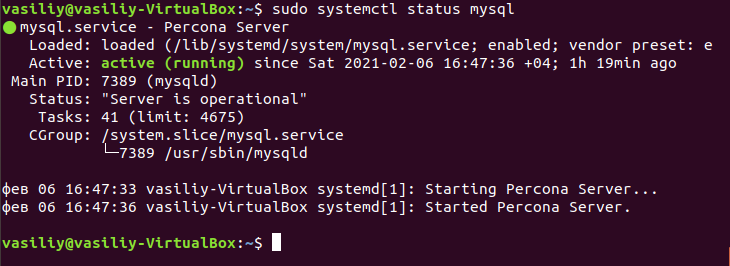 vasiliy@vasiliy-VirtualBox:~$ sudo systemctl status mysql
● mysql.service - Percona Server
   Loaded: loaded (/lib/systemd/system/mysql.service; enabled; vendor preset: e
   Active: active (running) since Sat 2021-02-06 16:47:36 +04; 1h 19min ago
 Main PID: 7389 (mysqld)
   Status: "Server is operational"
    Tasks: 41 (limit: 4675)
   CGroup: /system.slice/mysql.service
           └─7389 /usr/sbin/mysqld
фев 06 16:47:33 vasiliy-VirtualBox systemd[1]: Starting Percona Server...
фев 06 16:47:36 vasiliy-VirtualBox systemd[1]: Started Percona Server.
vasiliy@vasiliy-VirtualBox:~$